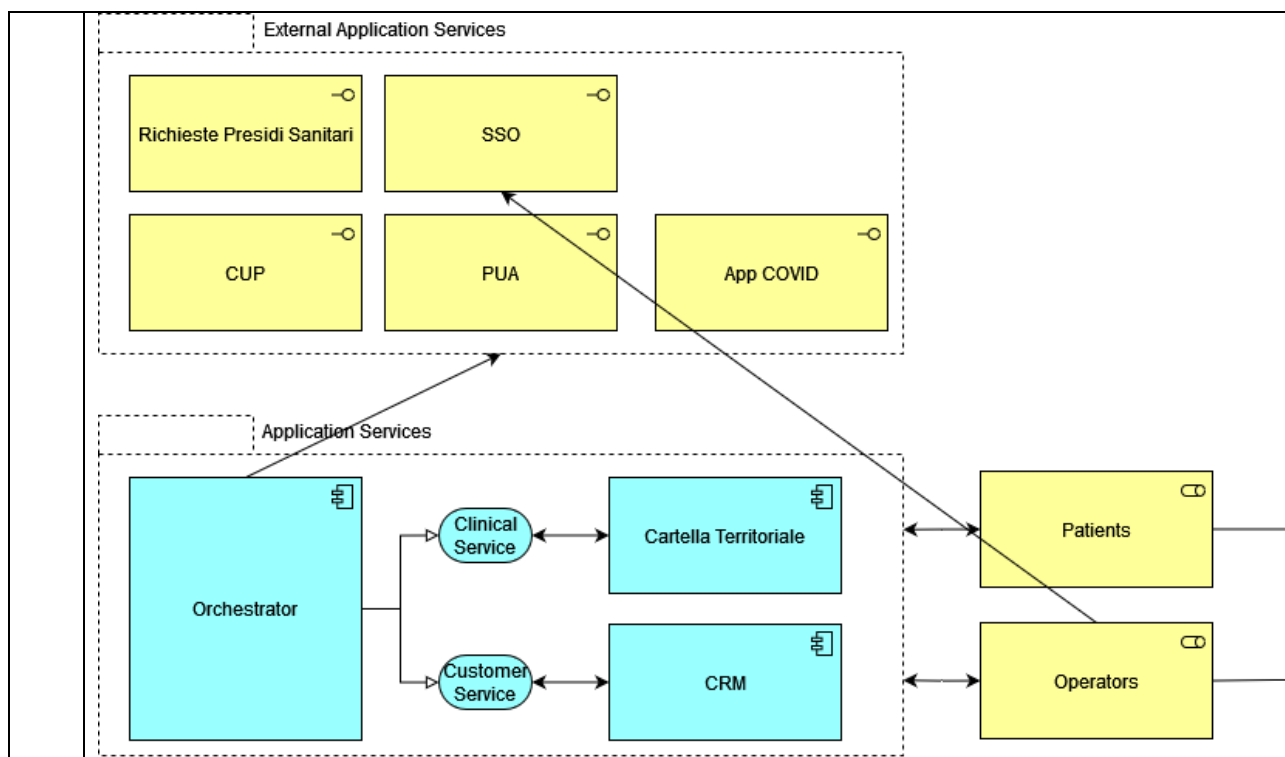 External Application Services
Richieste Presidi Sanitari
SSO
CUP
PUA
App COVID
Application Services
Orchestrator
Clinical
Service
Cartella Territoriale
Patients
Customer
Service
CRM
Operators